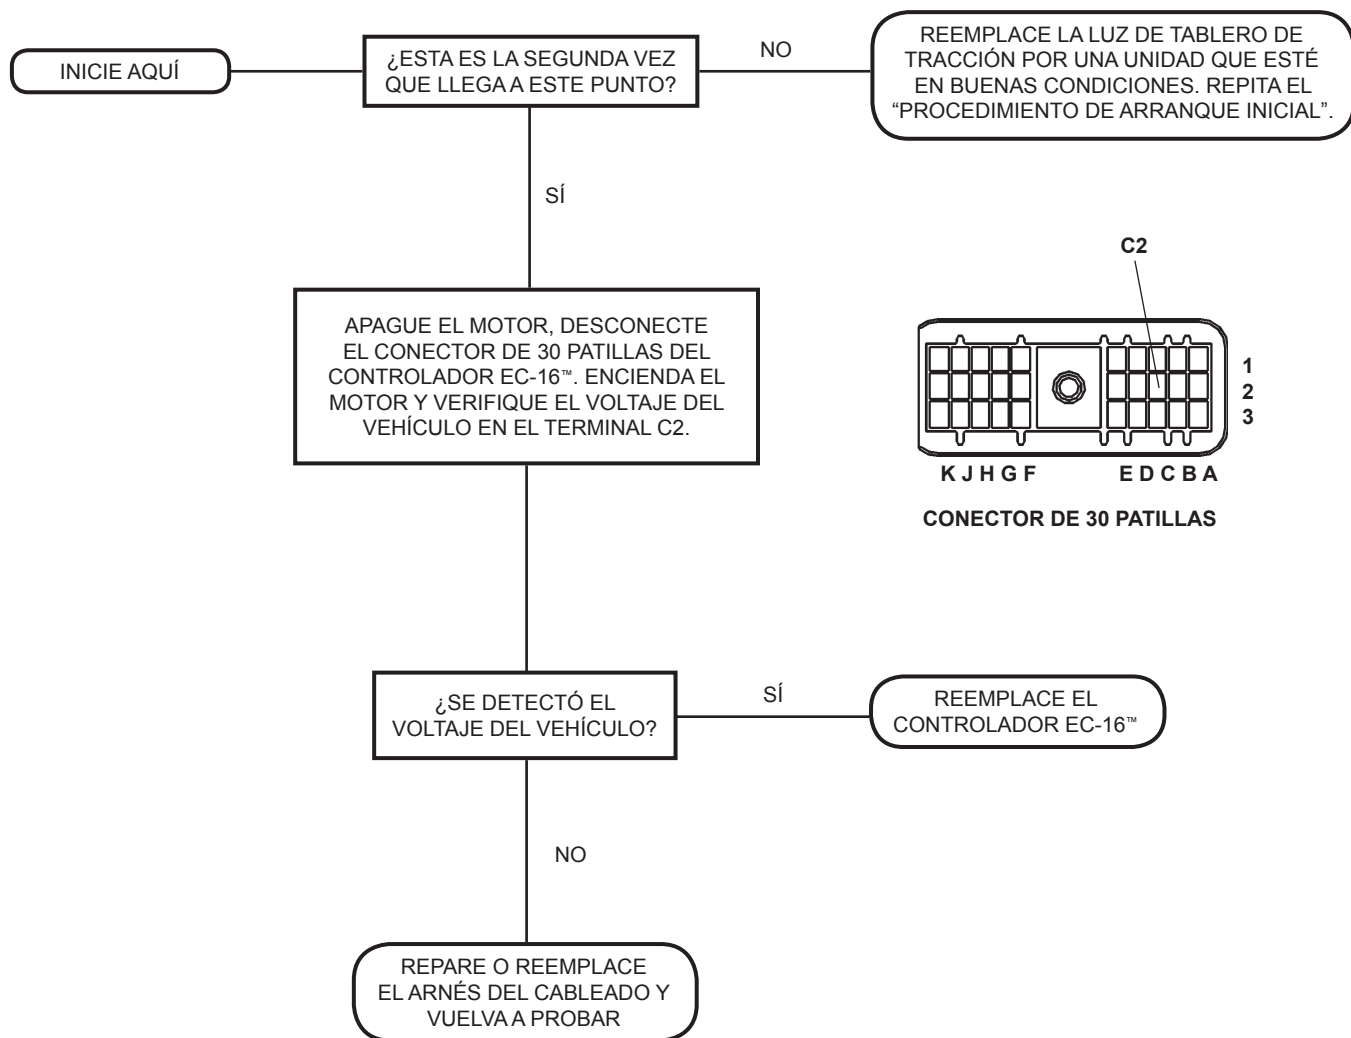 INICIE AQUÍ
¿ESTA ES LA SEGUNDA VEZ
QUE LLEGA A ESTE PUNTO?
NO
REEMPLACE LA LUZ DE TABLERO DE
TRACCIÓN POR UNA UNIDAD QUE ESTÉ
EN BUENAS CONDICIONES. REPITA EL
“PROCEDIMIENTO DE ARRANQUE INICIAL”.
SÍ
APAGUE EL MOTOR, DESCONECTE
EL CONECTOR DE 30 PATILLAS DEL
CONTROLADOR EC-16™. ENCIENDA EL
MOTOR Y VERIFIQUE EL VOLTAJE DEL
VEHÍCULO EN EL TERMINAL C2.
C2
1
2
3
K J H G F E D C B A
CONECTOR DE 30 PATILLAS
¿SE DETECTÓ EL
VOLTAJE DEL VEHÍCULO?
SÍ
REEMPLACE EL
CONTROLADOR EC-16™
NO
REPARE O REEMPLACE
EL ARNÉS DEL CABLEADO Y
VUELVA A PROBAR